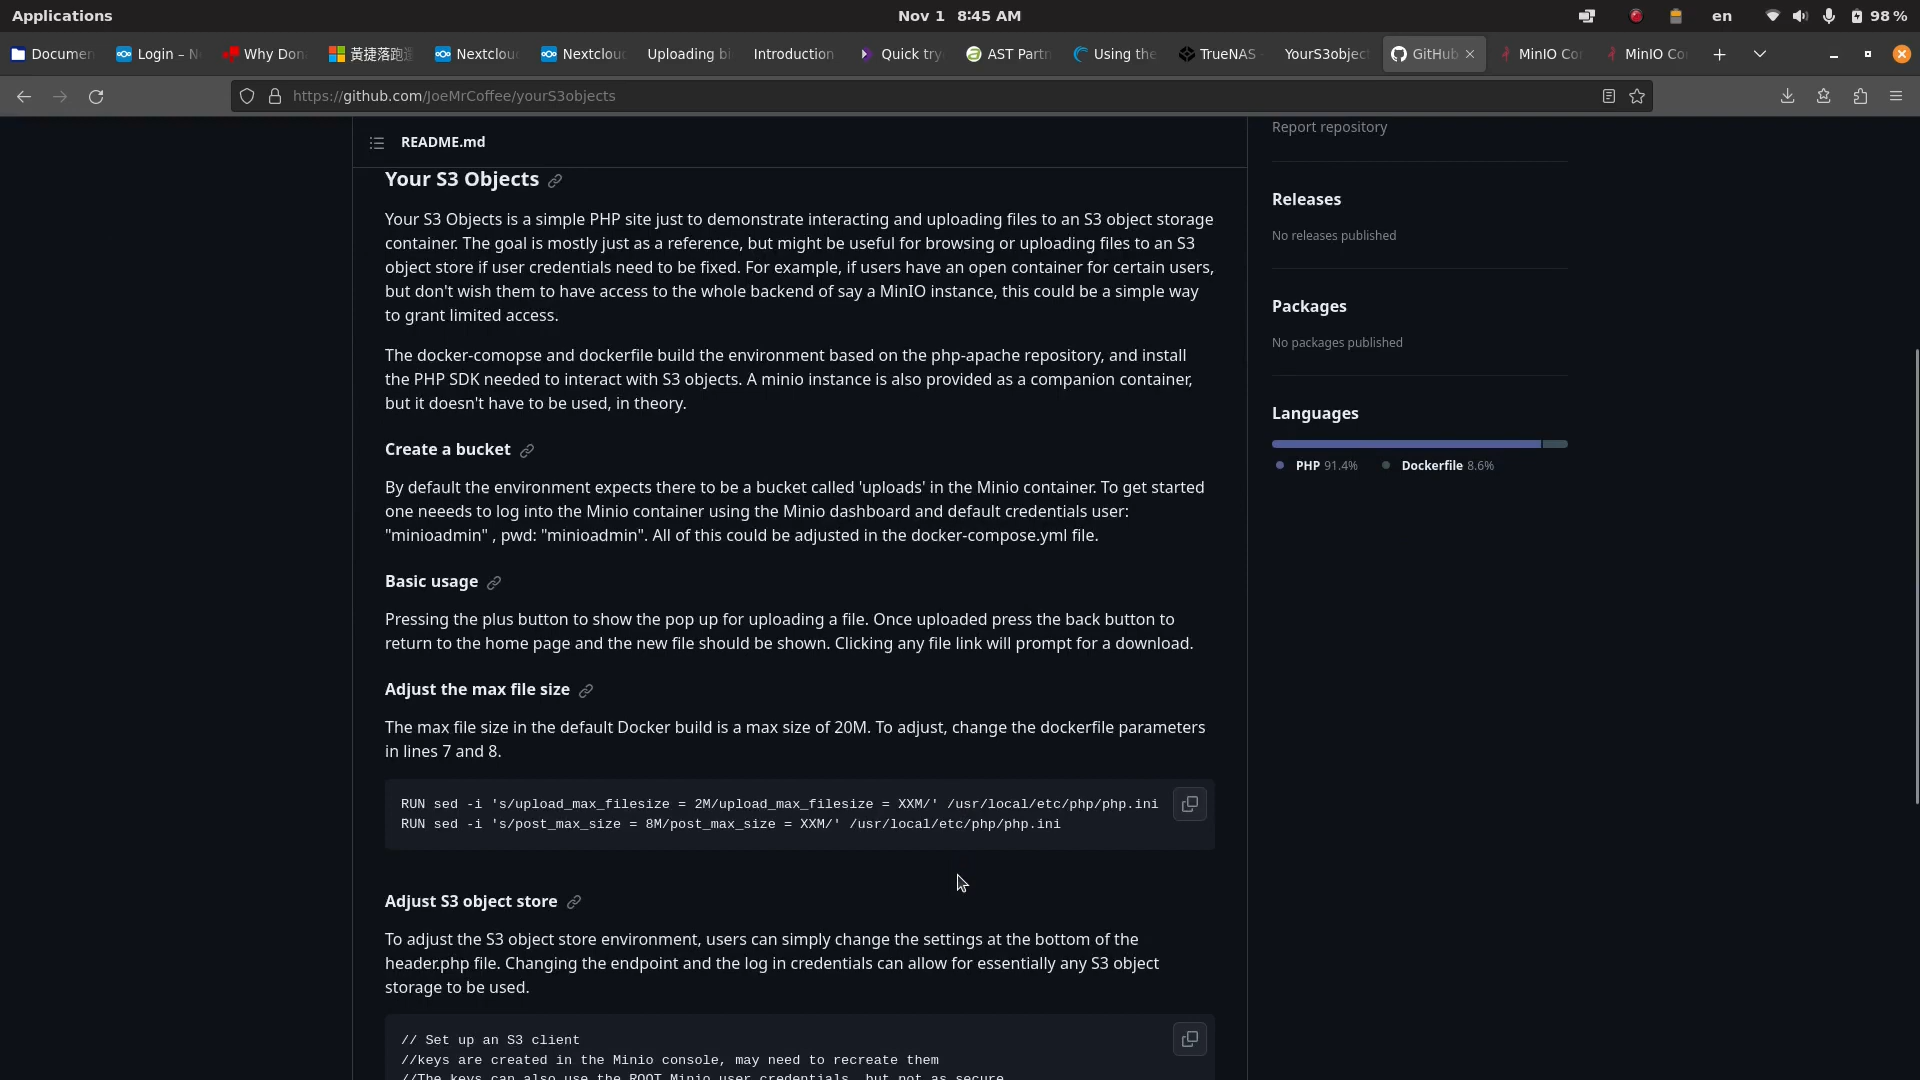 Applications
Nov 1 8:45 AM
en
98 %
Documen
Login – N
Why Don
黃捷落跑
Nextclou
Nextclou
Uploading bi
Introduction
Quick try
AST Partn
Using the
TrueNAS -
YourS3object
GitHub
MinIO Co
MinIO Co
https://github.com/JoeMrCoffee/yourS3objects
README.md
Your S3 Objects
Your S3 Objects is a simple PHP site just to demonstrate interacting and uploading files to an S3 object storage
container. The goal is mostly just as a reference, but might be useful for browsing or uploading files to an S3
object store if user credentials need to be fixed. For example, if users have an open container for certain users,
but don't wish them to have access to the whole backend of say a MinIO instance, this could be a simple way
to grant limited access.
The docker-comopse and dockerfile build the environment based on the php-apache repository, and install
the PHP SDK needed to interact with S3 objects. A minio instance is also provided as a companion container,
but it doesn't have to be used, in theory.
Create a bucket
By default the environment expects there to be a bucket called 'uploads' in the Minio container. To get started
one neeeds to log into the Minio container using the Minio dashboard and default credentials user:
"minioadmin" , pwd: "minioadmin". All of this could be adjusted in the docker-compose.yml file.
Basic usage
Pressing the plus button to show the pop up for uploading a file. Once uploaded press the back button to
return to the home page and the new file should be shown. Clicking any file link will prompt for a download.
Adjust the max file size
The max file size in the default Docker build is a max size of 20M. To adjust, change the dockerfile parameters
in lines 7 and 8.
RUN sed -i 's/upload_max_filesize = 2M/upload_max_filesize = XXM/' /usr/local/etc/php/php.ini
RUN sed -i 's/post_max_size = 8M/post_max_size = XXM/' /usr/local/etc/php/php.ini
Adjust S3 object store
To adjust the S3 object store environment, users can simply change the settings at the bottom of the
header.php file. Changing the endpoint and the log in credentials can allow for essentially any S3 object
storage to be used.
// Set up an S3 client
//keys are created in the Minio console, may need to recreate them
//The keys can also use the ROOT Minio user credentials, but not as secure
Report repository
Releases
No releases published
Packages
No packages published
Languages
PHP 91.4%
Dockerfile 8.6%